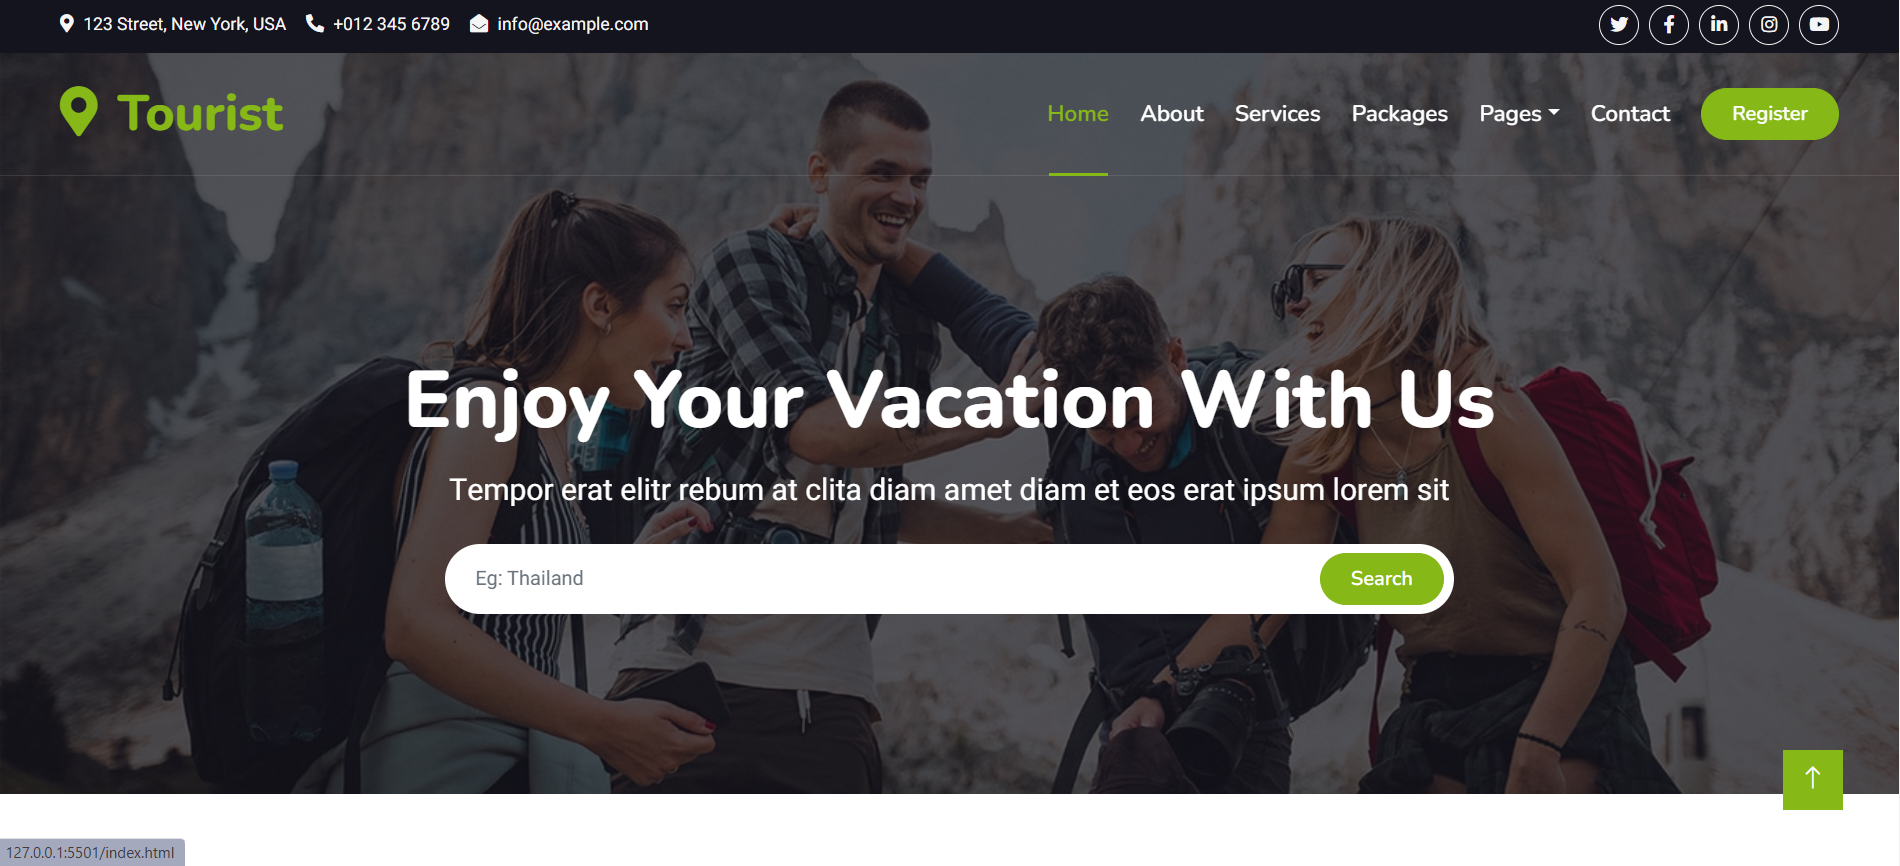 123 Street, New York, USA +012 345 6789 info@example.com
Tourist
Home About Services Packages Pages Contact Register
Enjoy Your Vacation With Us
Tempor erat elitr rebum at clita diam amet diam et eos erat ipsum lorem sit
Eg: Thailand Search
127.0.0.1:5501/index.html